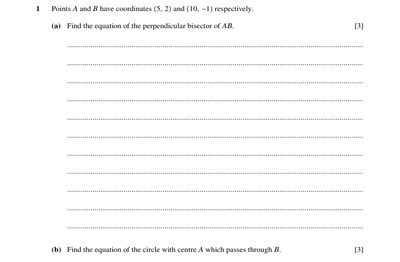 1 Points A and B have coordinates (5, 2) and (10, −1) respectively.
(a) Find the equation of the perpendicular bisector of AB. [3]
(b) Find the equation of the circle with centre A which passes through B. [3]